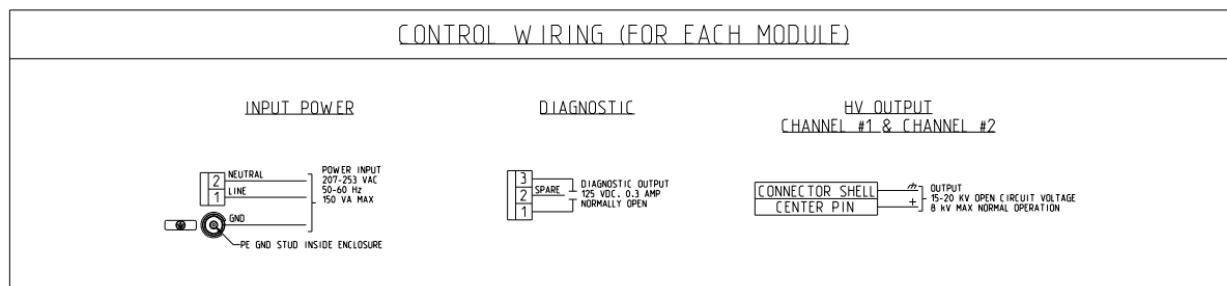 CONTROL WIRING (FOR EACH MODULE)
INPUT POWER
2 NEUTRAL
1 LINE
GND
POWER INPUT
207-253 VAC
50-60 Hz
150 VA MAX
PE GND STUD INSIDE ENCLOSURE
DIAGNOSTIC
3
2 SPARE
1
DIAGNOSTIC OUTPUT
125 VDC, 0.3 AMP
NORMALLY OPEN
HV OUTPUT
CHANNEL #1 & CHANNEL #2
CONNECTOR SHELL
CENTER PIN +
OUTPUT
15-20 KV OPEN CIRCUIT VOLTAGE
8 kV MAX NORMAL OPERATION